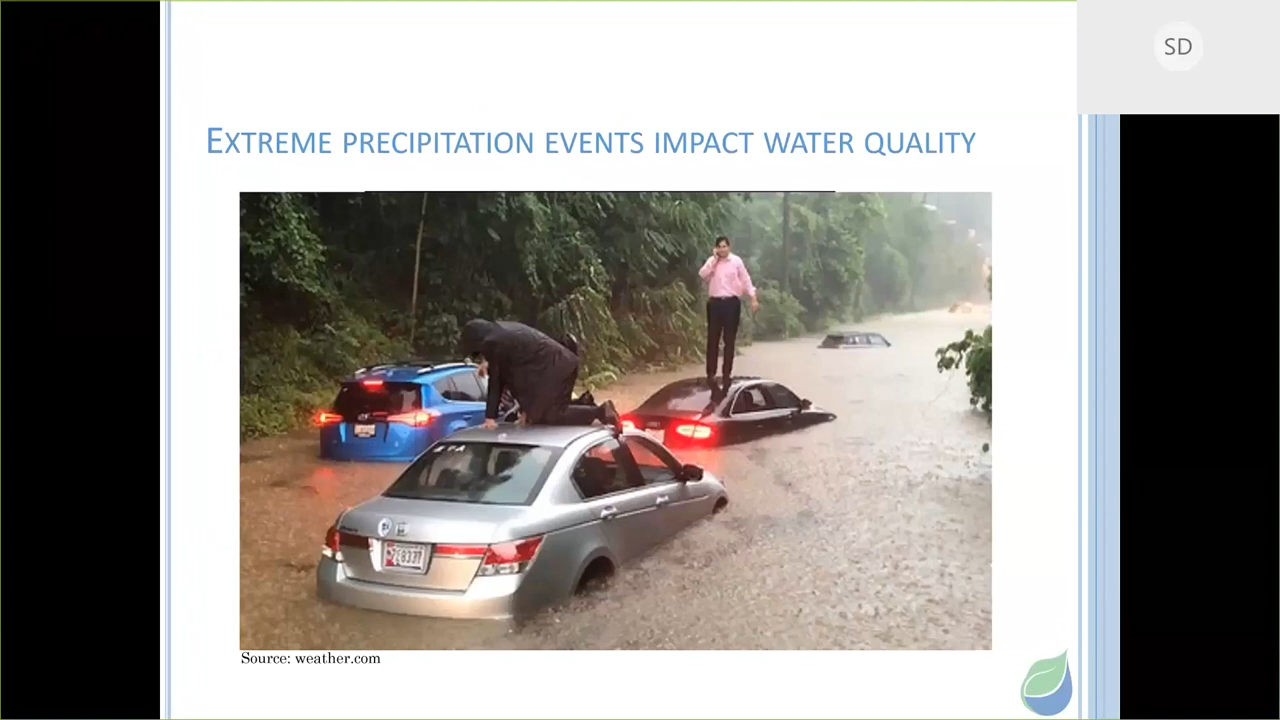 SD
EXTREME PRECIPITATION EVENTS IMPACT WATER QUALITY
Source: weather.com